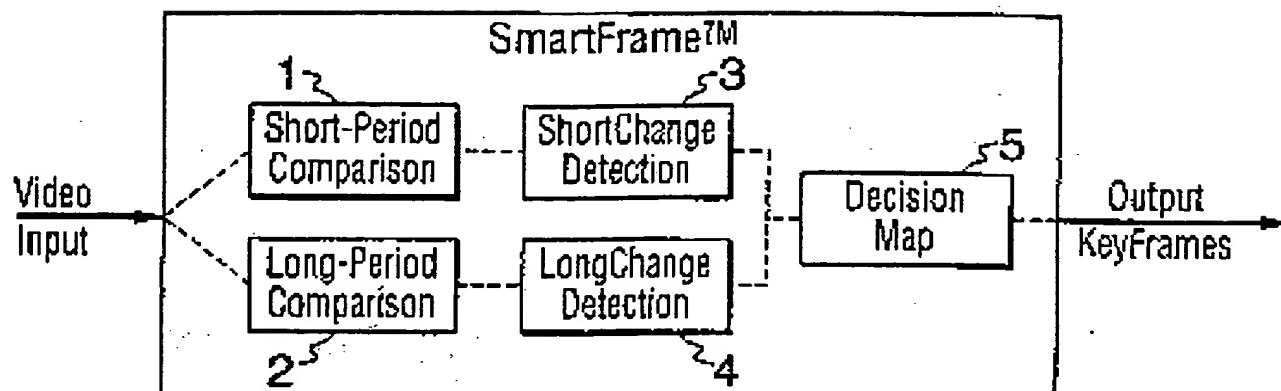 SmartFrame™
1
3
Short-Period
Comparison
ShortChange
Detection
5
Video
Input
Decision
Map
Output
KeyFrames
Long-Period
Comparison
LongChange
Detection
2
4